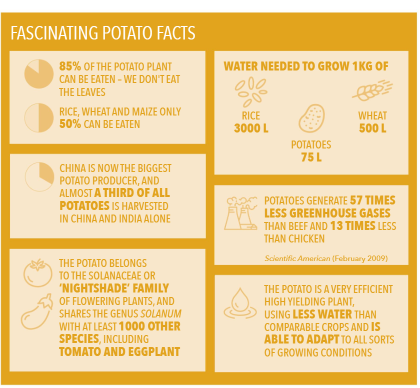 FASCINATING POTATO FACTS
85% OF THE POTATO PLANT
CAN BE EATEN – WE DON'T EAT
THE LEAVES
RICE, WHEAT AND MAIZE ONLY
50% CAN BE EATEN
CHINA IS NOW THE BIGGEST
POTATO PRODUCER, AND
ALMOST A THIRD OF ALL
POTATOES IS HARVESTED
IN CHINA AND INDIA ALONE
THE POTATO BELONGS
TO THE SOLANACEAE OR
'NIGHTSHADE' FAMILY
OF FLOWERING PLANTS, AND
SHARES THE GENUS SOLANUM
WITH AT LEAST 1000 OTHER
SPECIES, INCLUDING
TOMATO AND EGGPLANT
WATER NEEDED TO GROW 1KG OF
RICE
3000 L
POTATOES
75 L
WHEAT
500 L
POTATOES GENERATE 57 TIMES
LESS GREENHOUSE GASES
THAN BEEF AND 13 TIMES LESS
THAN CHICKEN
Scientific American (February 2009)
THE POTATO IS A VERY EFFICIENT
HIGH YIELDING PLANT,
USING LESS WATER THAN
COMPARABLE CROPS AND IS
ABLE TO ADAPT TO ALL SORTS
OF GROWING CONDITIONS